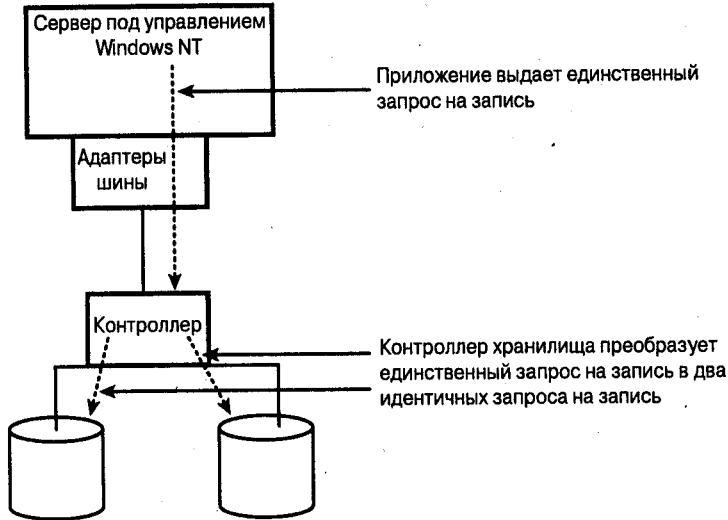 Сервер под управлением
Windows NT
Приложение выдает единственный
запрос на запись
Адаптеры
шины
Контроллер
Контроллер хранилища преобразует
единственный запрос на запись в два
идентичных запроса на запись